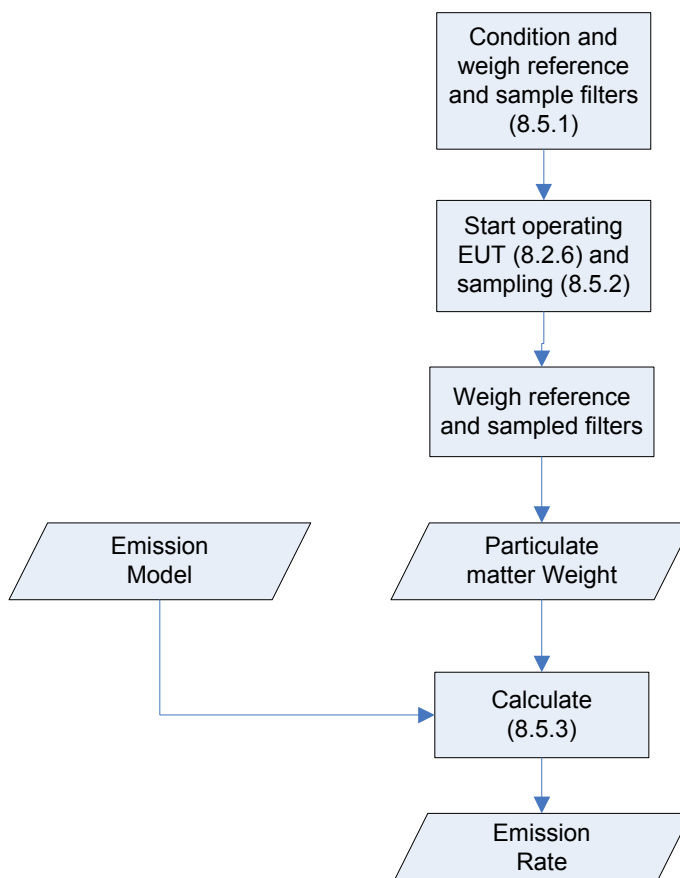 Condition and
weigh reference
and sample filters
(8.5.1)
Start operating
EUT (8.2.6) and
sampling (8.5.2)
Weigh reference
and sampled filters
Emission
Model
Particulate
matter Weight
Calculate
(8.5.3)
Emission
Rate